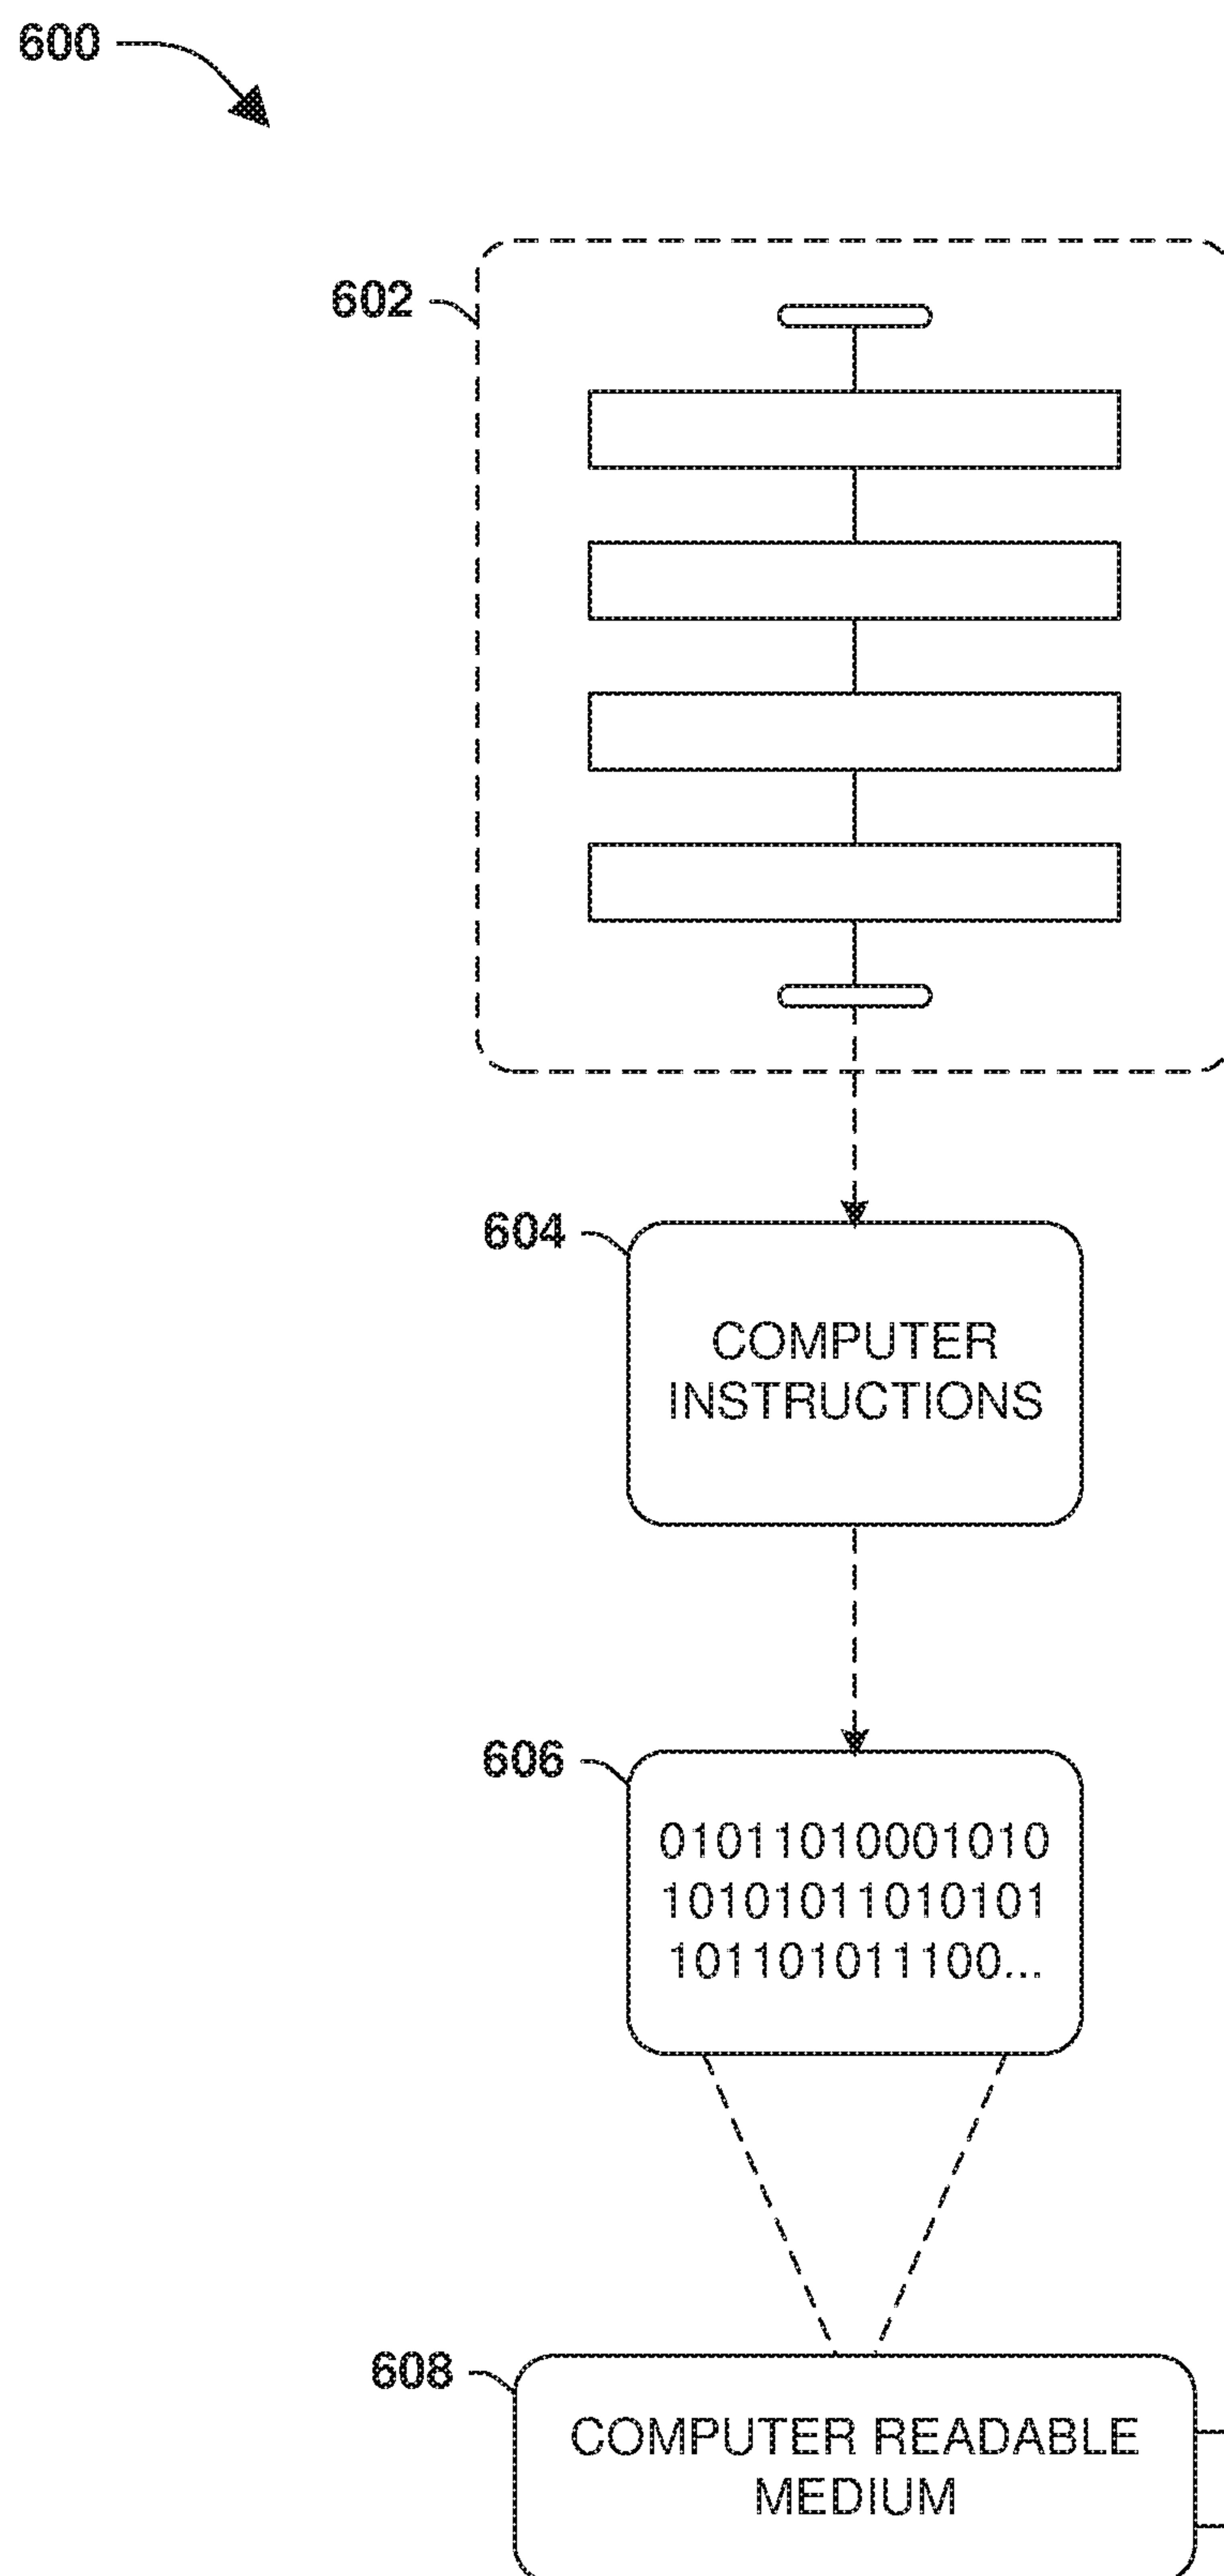 600
602
604
COMPUTER
INSTRUCTIONS
606
01011010001010
10101011010101
101101011100...
608
COMPUTER READABLE
MEDIUM